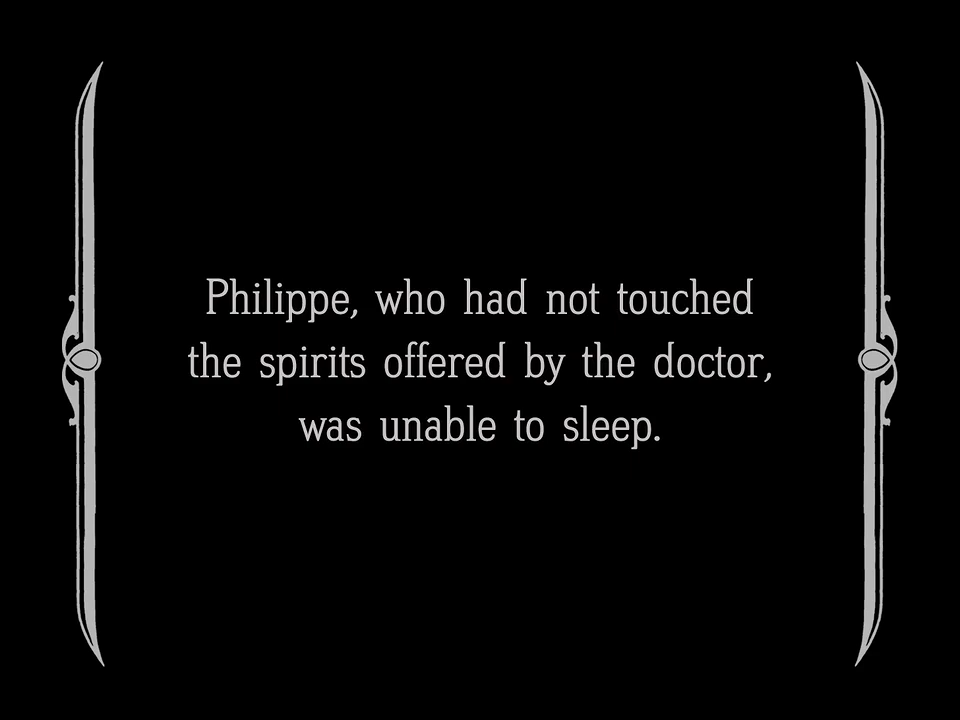 Philippe, who had not touched
the spirits offered by the doctor,
was unable to sleep.